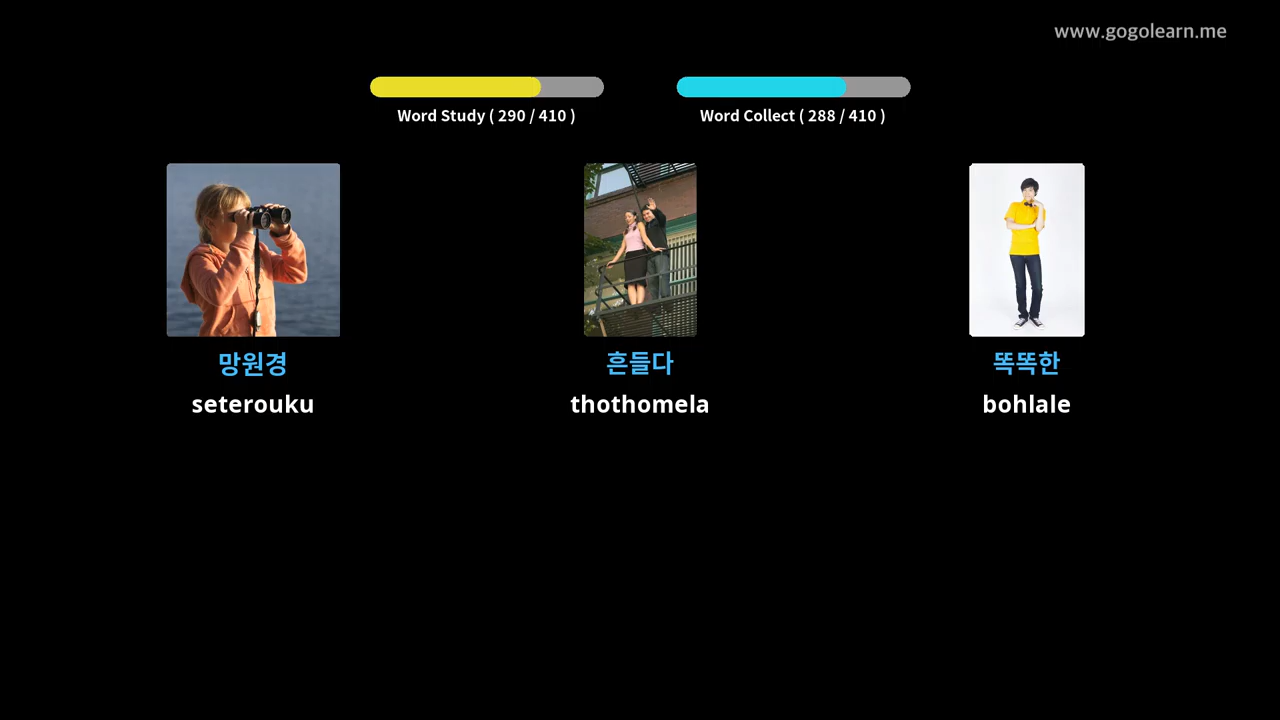 www.gogolearn.me
Word Study ( 290 / 410 )
Word Collect ( 288 / 410 )
망원경
seterouku
흔들다
thothomela
똑똑한
bohlale